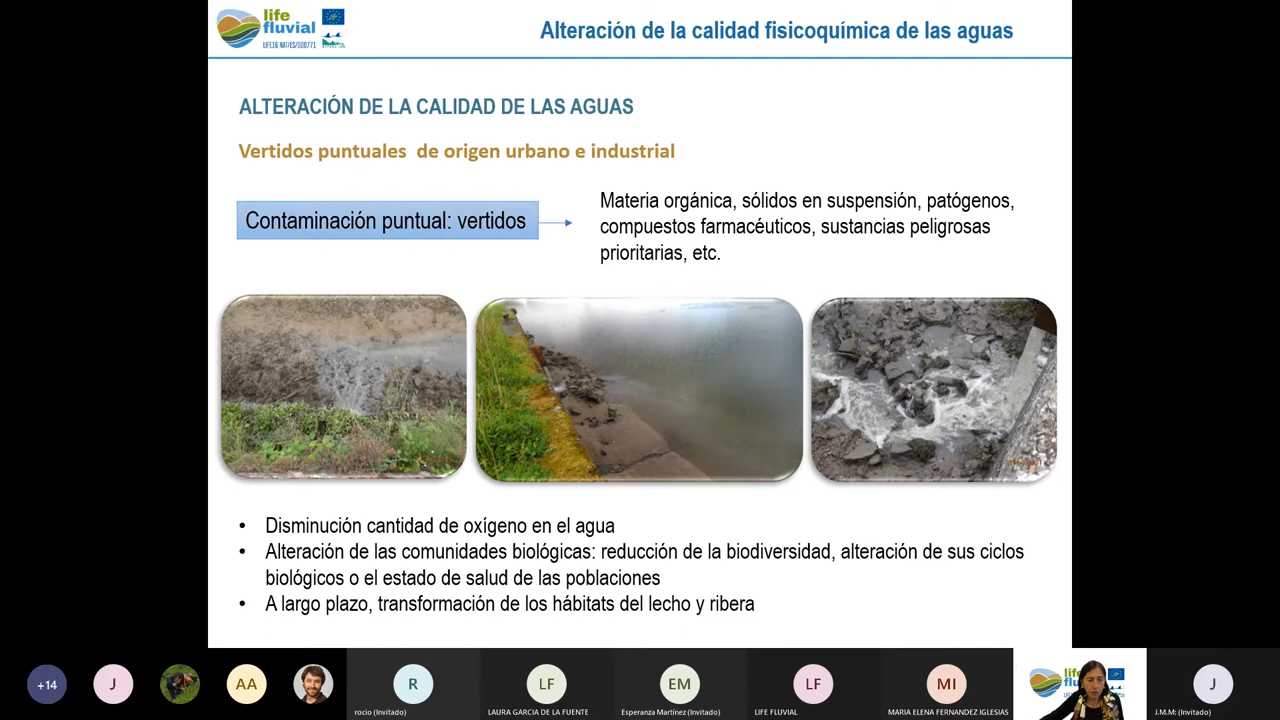 life
fluvial
LIFE16 NAT/ES/000771
Alteración de la calidad fisicoquímica de las aguas
ALTERACIÓN DE LA CALIDAD DE LAS AGUAS
Vertidos puntuales de origen urbano e industrial
Contaminación puntual: vertidos
Materia orgánica, sólidos en suspensión, patógenos,
compuestos farmacéuticos, sustancias peligrosas
prioritarias, etc.
• Disminución cantidad de oxígeno en el agua
• Alteración de las comunidades biológicas: reducción de la biodiversidad, alteración de sus ciclos
biológicos o el estado de salud de las poblaciones
• A largo plazo, transformación de los hábitats del lecho y ribera
+14
J
AA
R
LF
EM
LF
MI
life
J
rocio (Invitado)
LAURA GARCIA DE LA FUENTE
Esperanza Martínez (Invitado)
LIFE FLUVIAL
MARIA ELENA FERNANDEZ IGLESIAS
J.M.M: (Invitado)